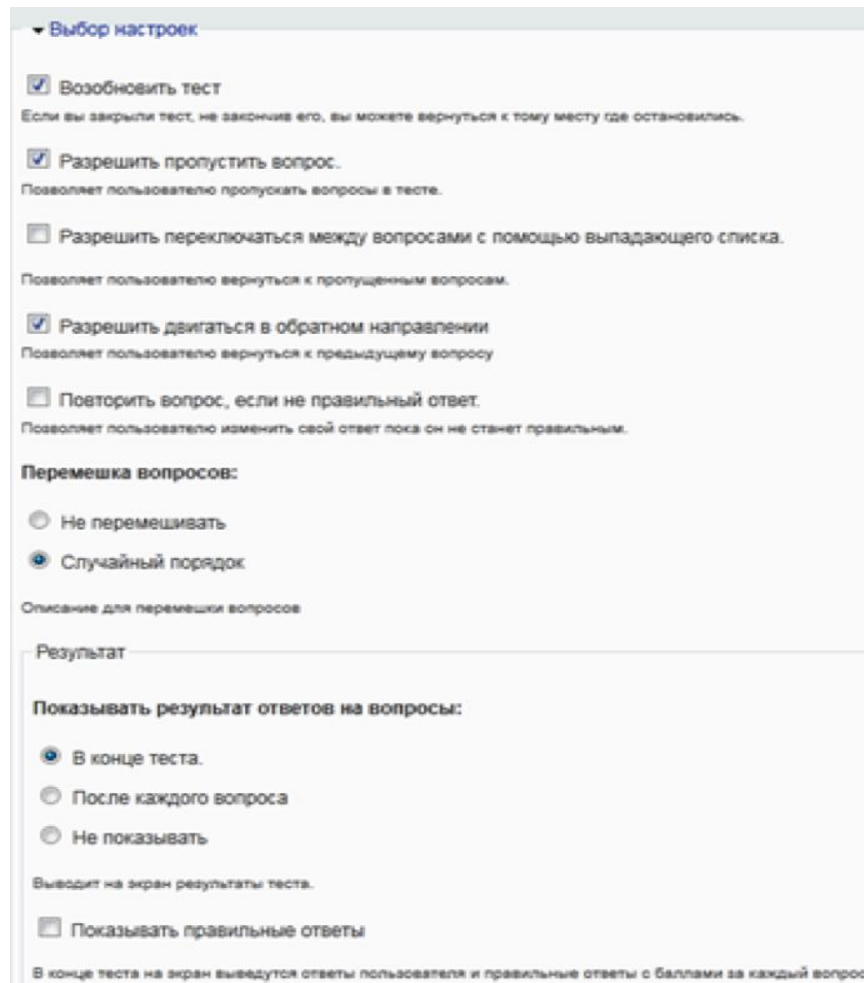 Выбор настроек
Возобновить тест
Если вы закрыли тест, не закончив его, вы можете вернуться к тому месту где остановились.
Разрешить пропустить вопрос.
Позволяет пользователю пропускать вопросы в тесте.
Разрешить переключаться между вопросами с помощью выпадающего списка.
Позволяет пользователю вернуться к пропущенным вопросам.
Разрешить двигаться в обратном направлении
Позволяет пользователю вернуться к предыдущему вопросу
Повторить вопрос, если не правильный ответ.
Позволяет пользователю изменить свой ответ пока он не станет правильным.
Перемешка вопросов:
Не перемешивать
Случайный порядок
Описание для перемешки вопросов
Результат
Показывать результат ответов на вопросы:
В конце теста.
После каждого вопроса
Не показывать
Выводит на экран результаты теста.
Показывать правильные ответы
В конце теста на экран выведутся ответы пользователя и правильные ответы с баллами за каждый вопрос